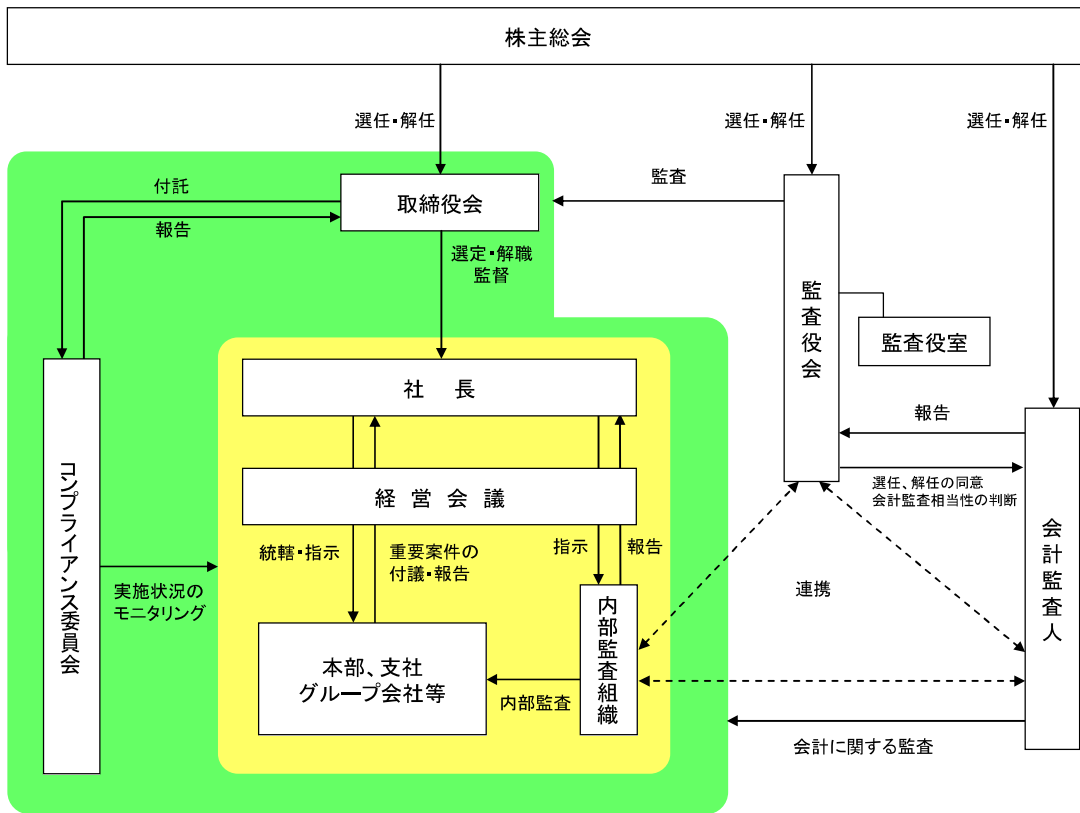 株主総会
選任・解任
選任・解任
選任・解任
付託
報告
取締役会
監査
選定・解職
監督
監査役会
監査役室
社　長
報告
選任、解任の同意
会計監査相当性の判断
コンプライアンス委員会
経 営 会 議
統轄・指示
重要案件の
付議・報告
指示
報告
連携
会計監査人
実施状況の
モニタリング
本部、支社
グループ会社等
内部監査
内部監査組織
会計に関する監査